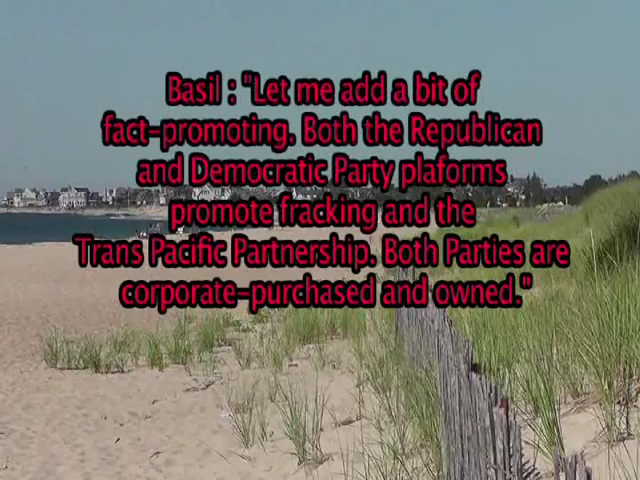 Basil : "Let me add a bit of
fact-promoting. Both the Republican
and Democratic Party plaforms
promote fracking and the
Trans Pacific Partnership. Both Parties are
corporate-purchased and owned."